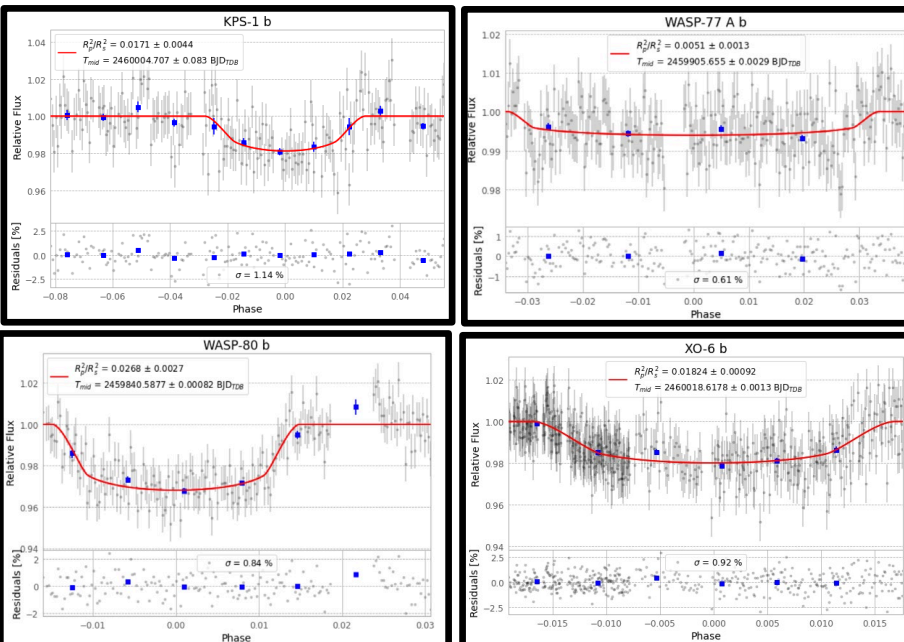 KPS-1 b
R_p^2/R_s^2 = 0.0171 ± 0.0044
T_mid = 2460004.707 ± 0.083 BJD_TDB
Relative Flux
1.04
1.02
1.00
0.98
0.96
Residuals [%]
2.5
0.0
−2.5
σ = 1.14 %
−0.08 −0.06 −0.04 −0.02 0.00 0.02 0.04
Phase
WASP-77 A b
R_p^2/R_s^2 = 0.0051 ± 0.0013
T_mid = 2459905.655 ± 0.0029 BJD_TDB
Relative Flux
1.02
1.01
1.00
0.99
0.98
Residuals [%]
1
0
−1
σ = 0.61 %
−0.03 −0.02 −0.01 0.00 0.01 0.02 0.03
Phase
WASP-80 b
R_p^2/R_s^2 = 0.0268 ± 0.0027
T_mid = 2459840.5877 ± 0.00082 BJD_TDB
Relative Flux
1.02
1.00
0.98
0.96
0.94
Residuals [%]
2
0
−2
σ = 0.84 %
−0.01 0.00 0.01 0.02 0.03
Phase
XO-6 b
R_p^2/R_s^2 = 0.01824 ± 0.00092
T_mid = 2460018.6178 ± 0.0013 BJD_TDB
Relative Flux
1.02
1.00
0.98
0.96
0.94
Residuals [%]
2.5
0.0
−2.5
σ = 0.92 %
−0.015 −0.010 −0.005 0.000 0.005 0.010 0.015
Phase